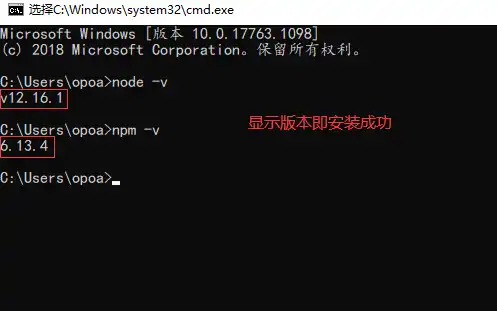 选择C:\Windows\system32\cmd.exe
Microsoft Windows [版本 10.0.17763.1098]
(c) 2018 Microsoft Corporation。保留所有权利。
C:\Users\opoa>node -v
v12.16.1
C:\Users\opoa>npm -v
显示版本即安装成功
6.13.4
C:\Users\opoa>